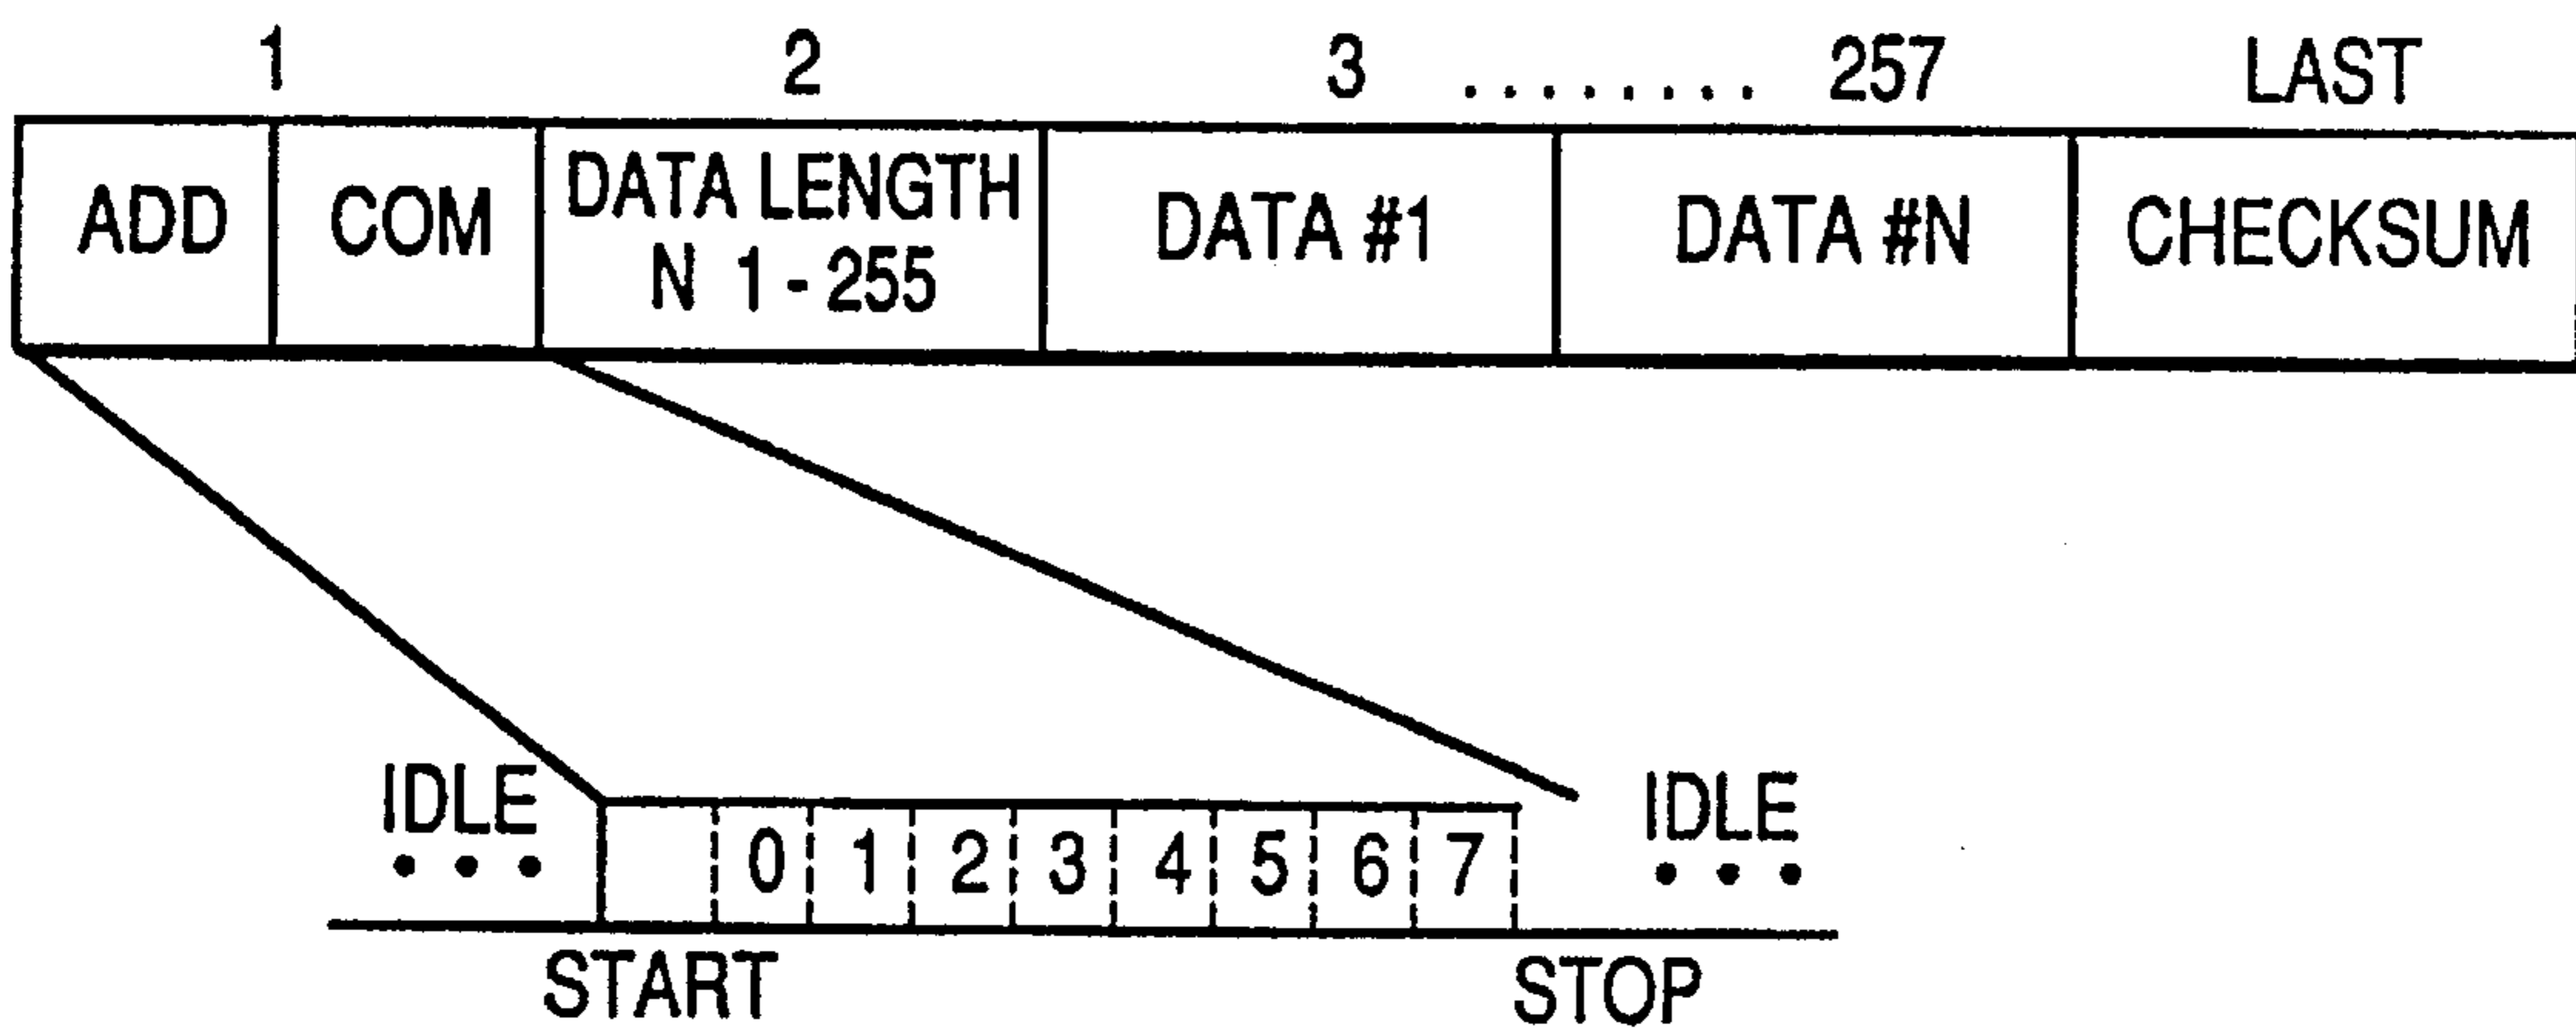 1 2 3 ........ 257 LAST
ADD COM DATA LENGTH N 1 - 255 DATA #1 DATA #N CHECKSUM
IDLE • • • 0 1 2 3 4 5 6 7 IDLE • • •
START STOP